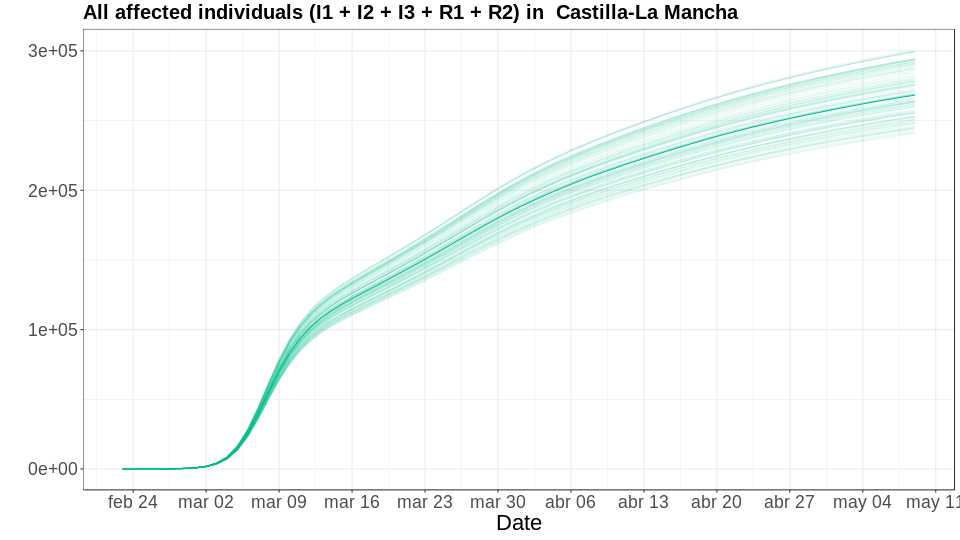 All affected individuals (I1 + I2 + I3 + R1 + R2) in  Castilla-La Mancha
3e+05
2e+05
1e+05
0e+00
feb 24 mar 02 mar 09 mar 16 mar 23 mar 30 abr 06 abr 13 abr 20 abr 27 may 04 may 11
Date